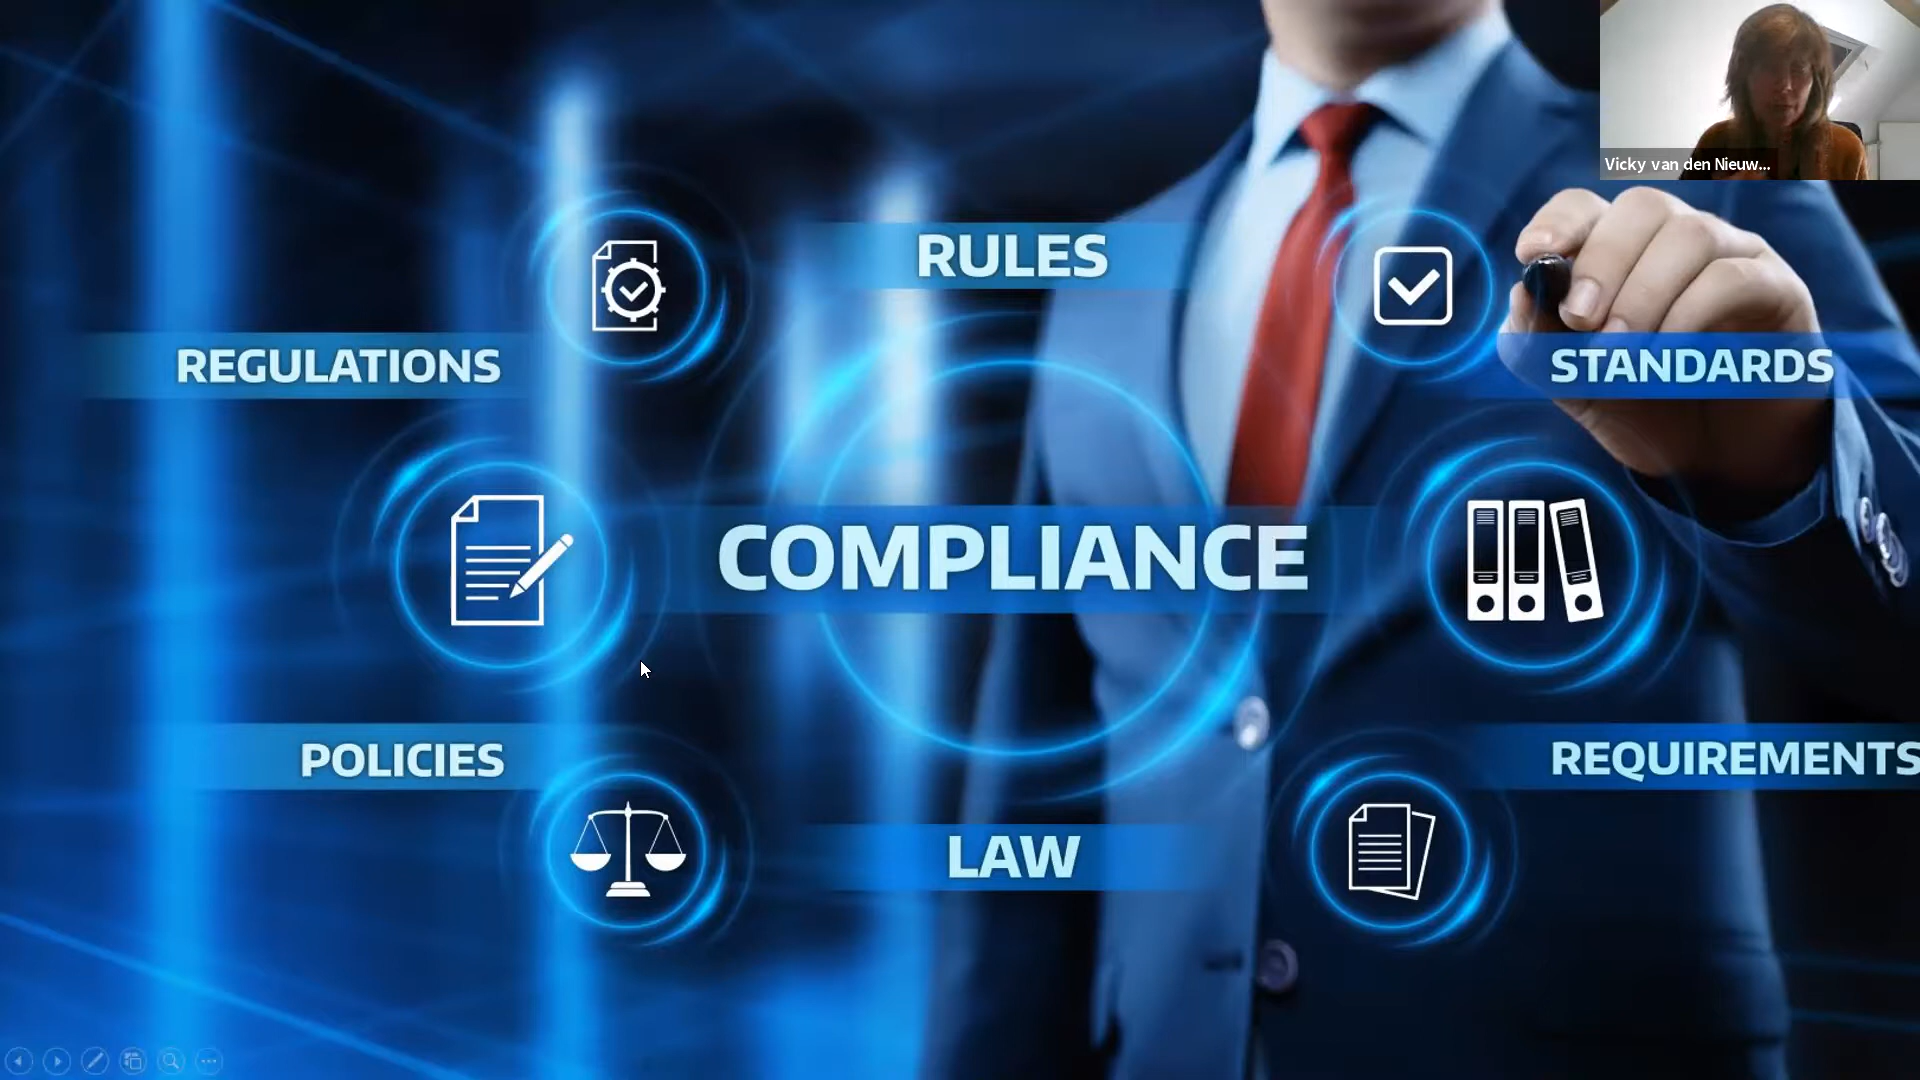 Vicky van den Nieuw...
RULES
REGULATIONS
STANDARDS
COMPLIANCE
POLICIES
REQUIREMENTS
LAW